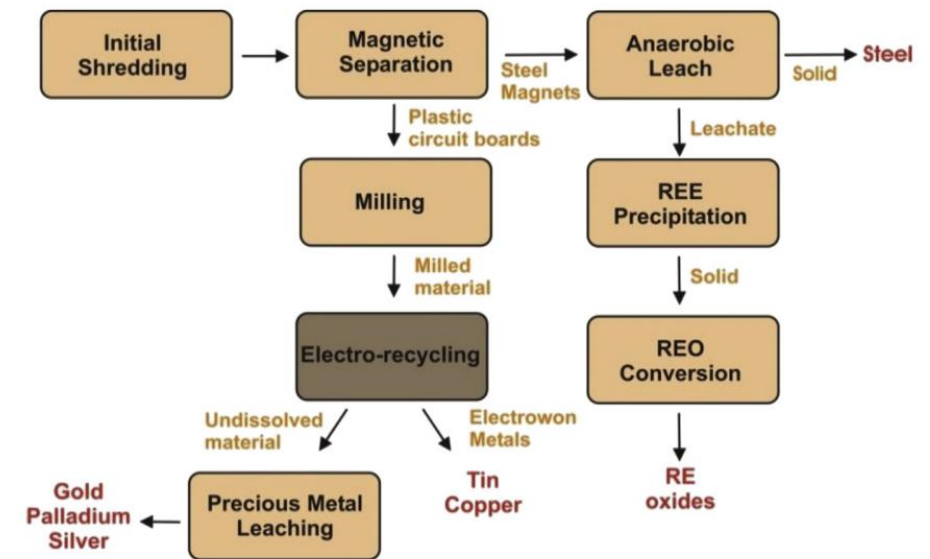 Initial
Shredding
Magnetic
Separation
Steel
Magnets
Anaerobic
Leach
Solid
Steel
Plastic
circuit boards
Leachate
Milling
REE
Precipitation
Milled
material
Solid
Electro-recycling
REO
Conversion
Undissolved
material
Electrowon
Metals
Tin
Copper
RE
oxides
Precious Metal
Leaching
Gold
Palladium
Silver